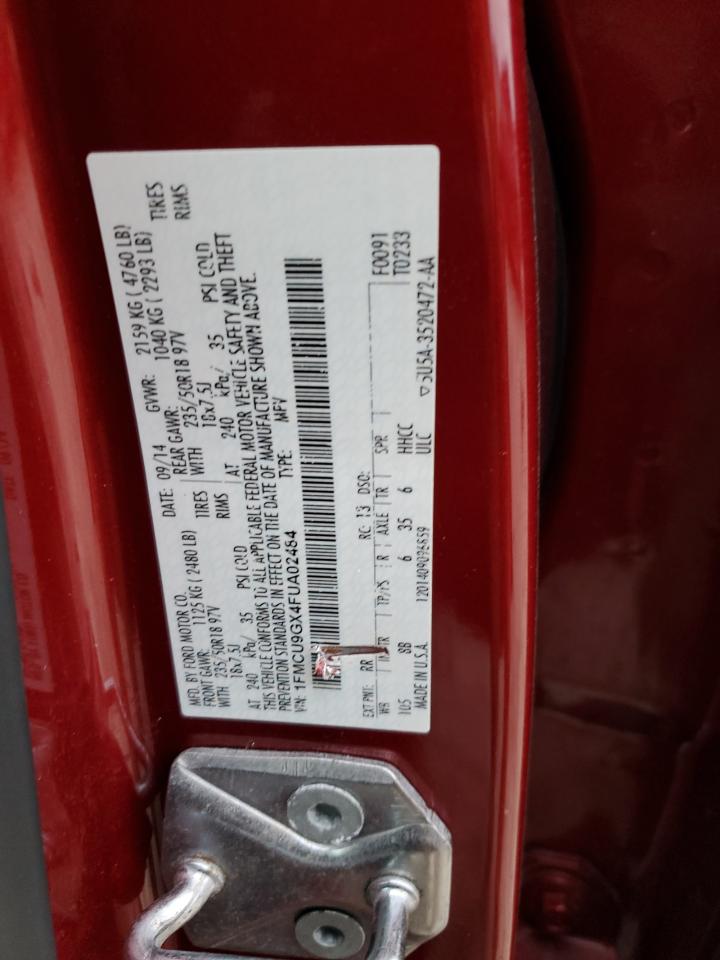 MFD. BY FORD MOTOR CO.
DATE: 09/14 GVWR: 2159 KG ( 4760 LB)
FRONT GAWR: 1125 KG ( 2480 LB) REAR GAWR: 1040 KG ( 2293 LB)
WITH 235/50R18 97V TIRES WITH 235/50R18 97V TIRES
18x7.5J RIMS 18x7.5J RIMS
AT 240 kPa/ 35 PSI COLD AT 240 kPa/ 35 PSI COLD
THIS VEHICLE CONFORMS TO ALL APPLICABLE FEDERAL MOTOR VEHICLE SAFETY AND THEFT
PREVENTION STANDARDS IN EFFECT ON THE DATE OF MANUFACTURE SHOWN ABOVE.
VIN: 1FMCU9GX4FUA02484 TYPE: MPV
EXT PNT: RR RC: 13 DSO: F0091
WB TR TP/PS R AXLE TR SPR T0233
105 8B 6 35 6 HHCC
MADE IN U.S.A. ULC ▽5U5A-3520472-AA